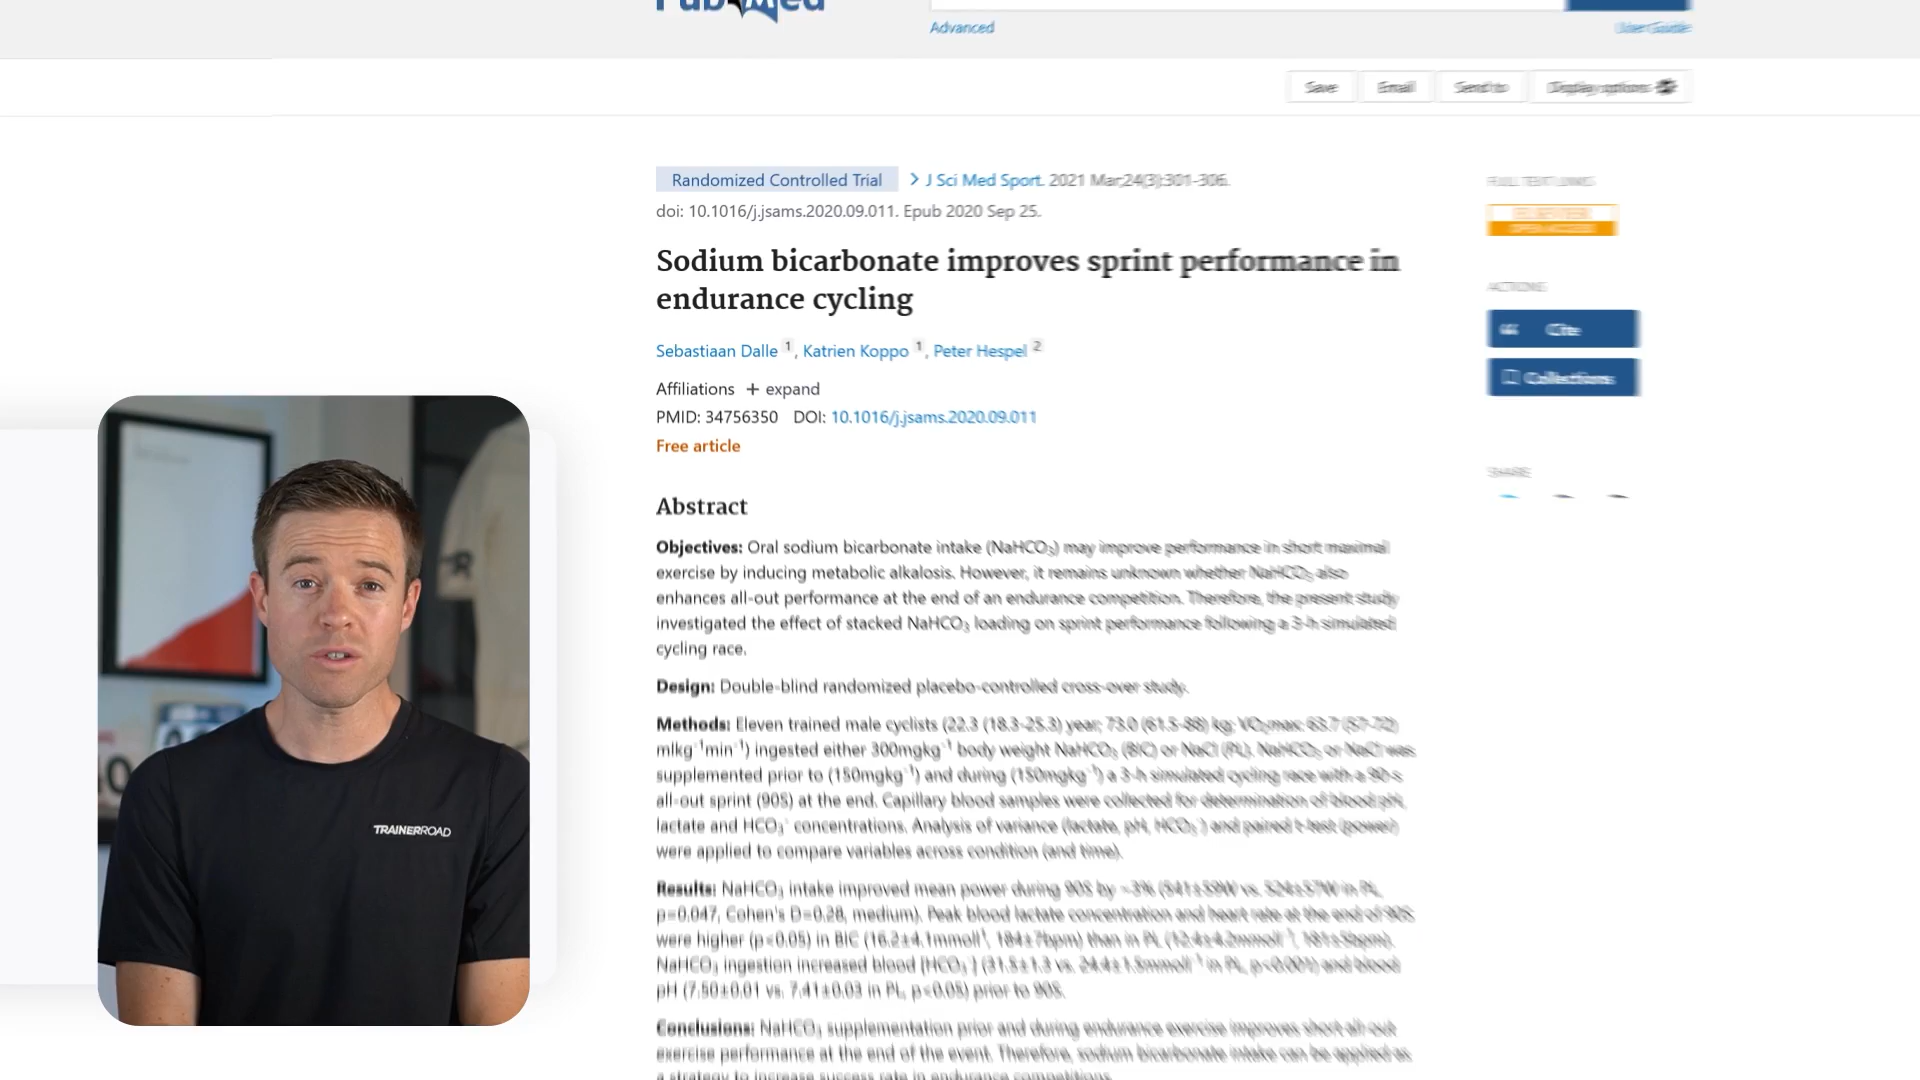 PubMed
Advanced
User Guide
Save
Email
Send to
Display options
Randomized Controlled Trial
J Sci Med Sport. 2021 Mar;24(3):301-306.
doi: 10.1016/j.jsams.2020.09.011. Epub 2020 Sep 25.
Sodium bicarbonate improves sprint performance in
endurance cycling
Sebastiaan Dalle 1, Katrien Koppo 1, Peter Hespel 2
Affiliations + expand
PMID: 34756350 DOI: 10.1016/j.jsams.2020.09.011
Free article
Abstract
Objectives: Oral sodium bicarbonate intake (NaHCO3) may improve performance in short maximal
exercise by inducing metabolic alkalosis. However, it remains unknown whether NaHCO3 also
enhances all-out performance at the end of an endurance competition. Therefore, the present study
investigated the effect of stacked NaHCO3 loading on sprint performance following a 3-h simulated
cycling race.
Design: Double-blind randomized placebo-controlled cross-over study.
Methods: Eleven trained male cyclists (22.3 (18.3-25.3) year; 73.0 (61.5-88) kg; VO2max: 63.7 (57-72)
mlkg-1min-1) ingested either 300mgkg-1 body weight NaHCO3 (BIC) or NaCl (PL). NaHCO3 or NaCl was
supplemented prior to (150mgkg-1) and during (150mgkg-1) a 3-h simulated cycling race with a 90-s
all-out sprint (90S) at the end. Capillary blood samples were collected for determination of blood pH,
lactate and HCO3- concentrations. Analysis of variance (lactate, pH, HCO3-) and paired t-test (power)
were applied to compare variables across condition (and time).
Results: NaHCO3 intake improved mean power during 90S by ~3% (541±59W vs. 524±57W in PL,
p=0.047, Cohen's D=0.28, medium). Peak blood lactate concentration and heart rate at the end of 90S
were higher (p<0.05) in BIC (16.2±4.1mmoll-1, 184±7bpm) than in PL (12.4±4.2mmoll-1, 181±5bpm).
NaHCO3 ingestion increased blood [HCO3-] (31.5±1.3 vs. 24.4±1.5mmoll-1 in PL, p<0.001) and blood
pH (7.50±0.01 vs. 7.41±0.03 in PL, p<0.05) prior to 90S.
Conclusions: NaHCO3 supplementation prior and during endurance exercise improves short all-out
exercise performance at the end of the event. Therefore, sodium bicarbonate intake can be applied as
a strategy to increase success rate in endurance competitions.
FULL TEXT LINKS
ELSEVIER
OPEN ACCESS
ACTIONS
Cite
Collections
SHARE
TRAINERROAD